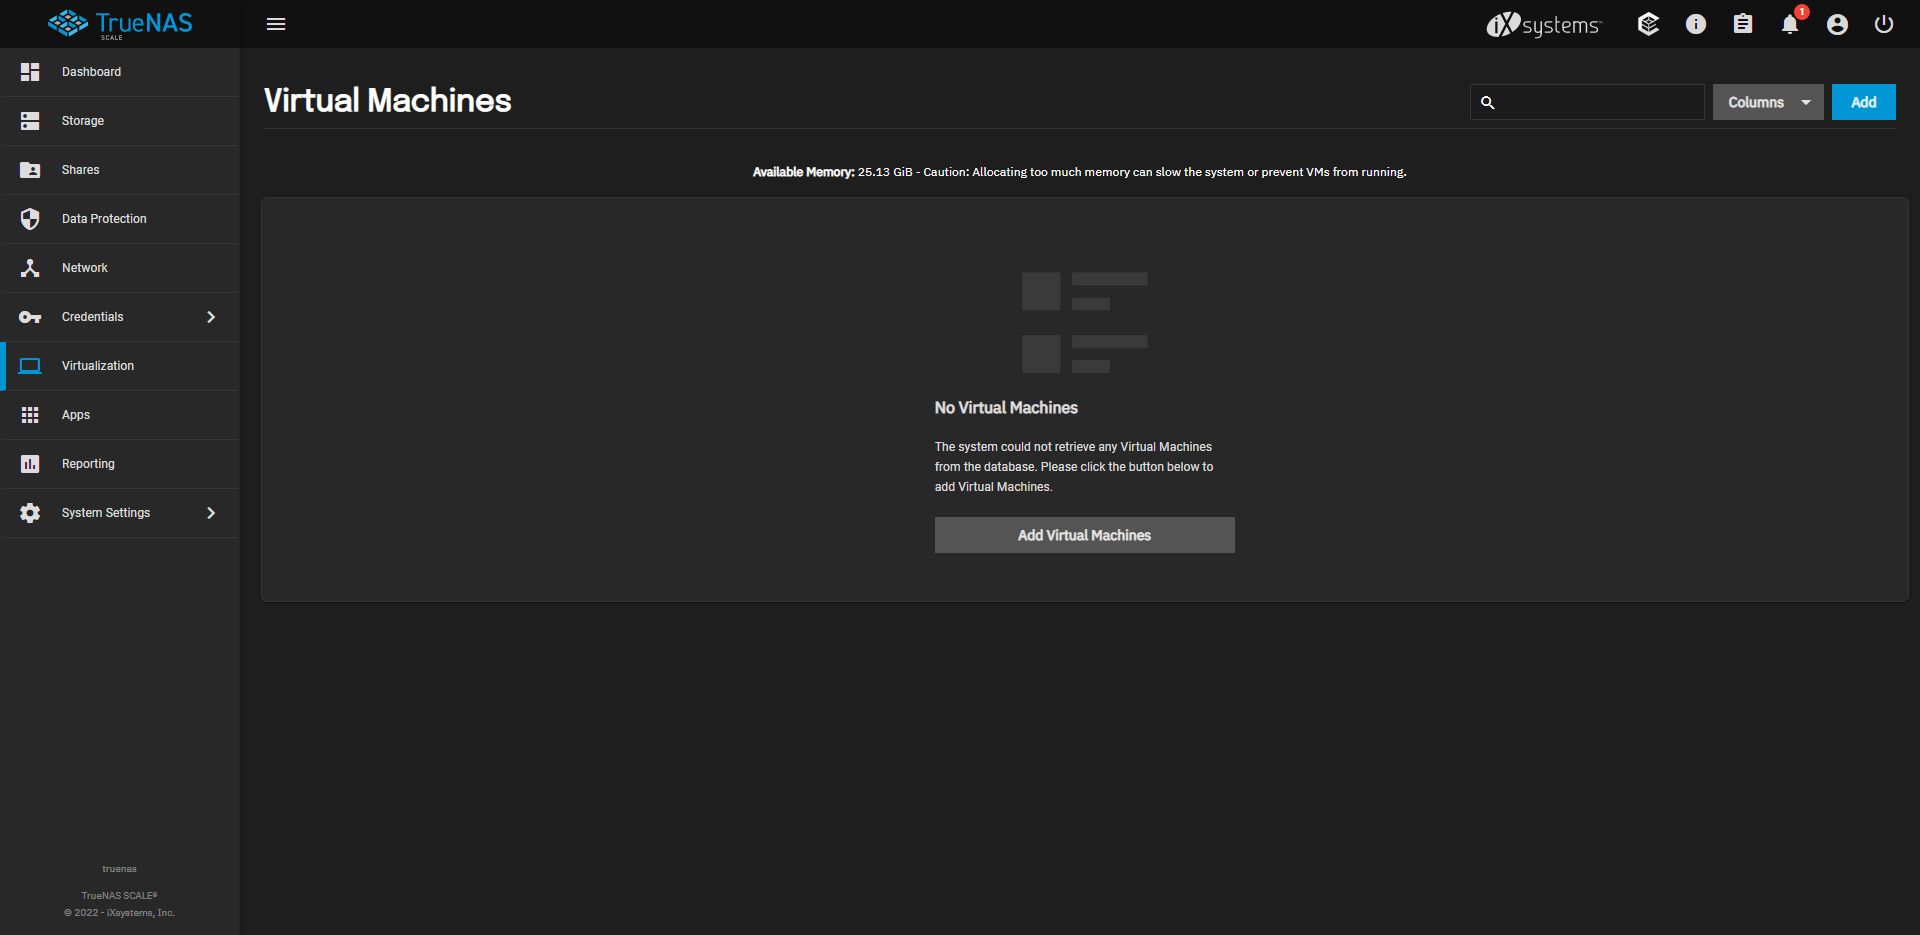 TrueNAS
SCALE
iXsystems™
1
Dashboard
Storage
Shares
Data Protection
Network
Credentials
Virtualization
Apps
Reporting
System Settings
Virtual Machines
Columns
Add
Available Memory: 25.13 GiB - Caution: Allocating too much memory can slow the system or prevent VMs from running.
No Virtual Machines
The system could not retrieve any Virtual Machines
from the database. Please click the button below to
add Virtual Machines.
Add Virtual Machines
truenas
TrueNAS SCALE®
© 2022 - iXsystems, Inc.